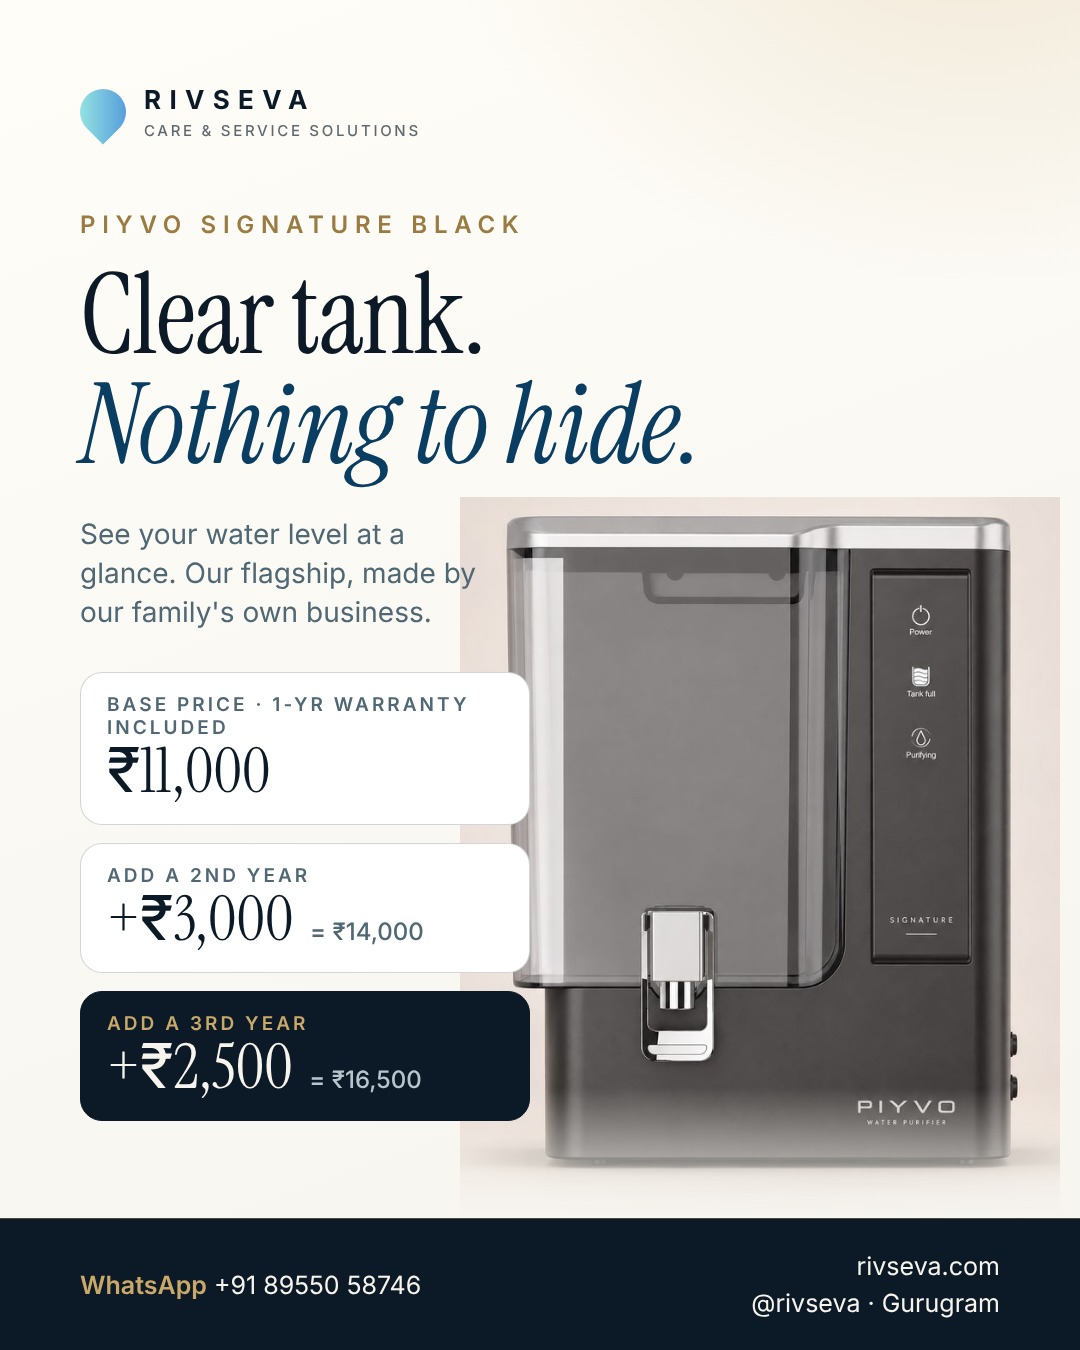 RIVSEVA
CARE & SERVICE SOLUTIONS
PIYVO SIGNATURE BLACK
Clear tank.
Nothing to hide.
See your water level at a
glance. Our flagship, made by
our family's own business.
BASE PRICE · 1-YR WARRANTY
INCLUDED
₹11,000
ADD A 2ND YEAR
+₹3,000 = ₹14,000
ADD A 3RD YEAR
+₹2,500 = ₹16,500
Power
Tank full
Purifying
SIGNATURE
PIYVO
WATER PURIFIER
WhatsApp +91 89550 58746
rivseva.com
@rivseva · Gurugram